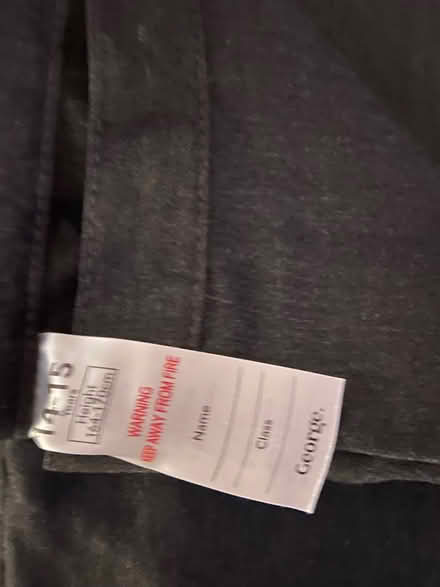 14-15
Years
Height
164-170cm
WARNING
KEEP AWAY FROM FIRE
Name
Class
George.